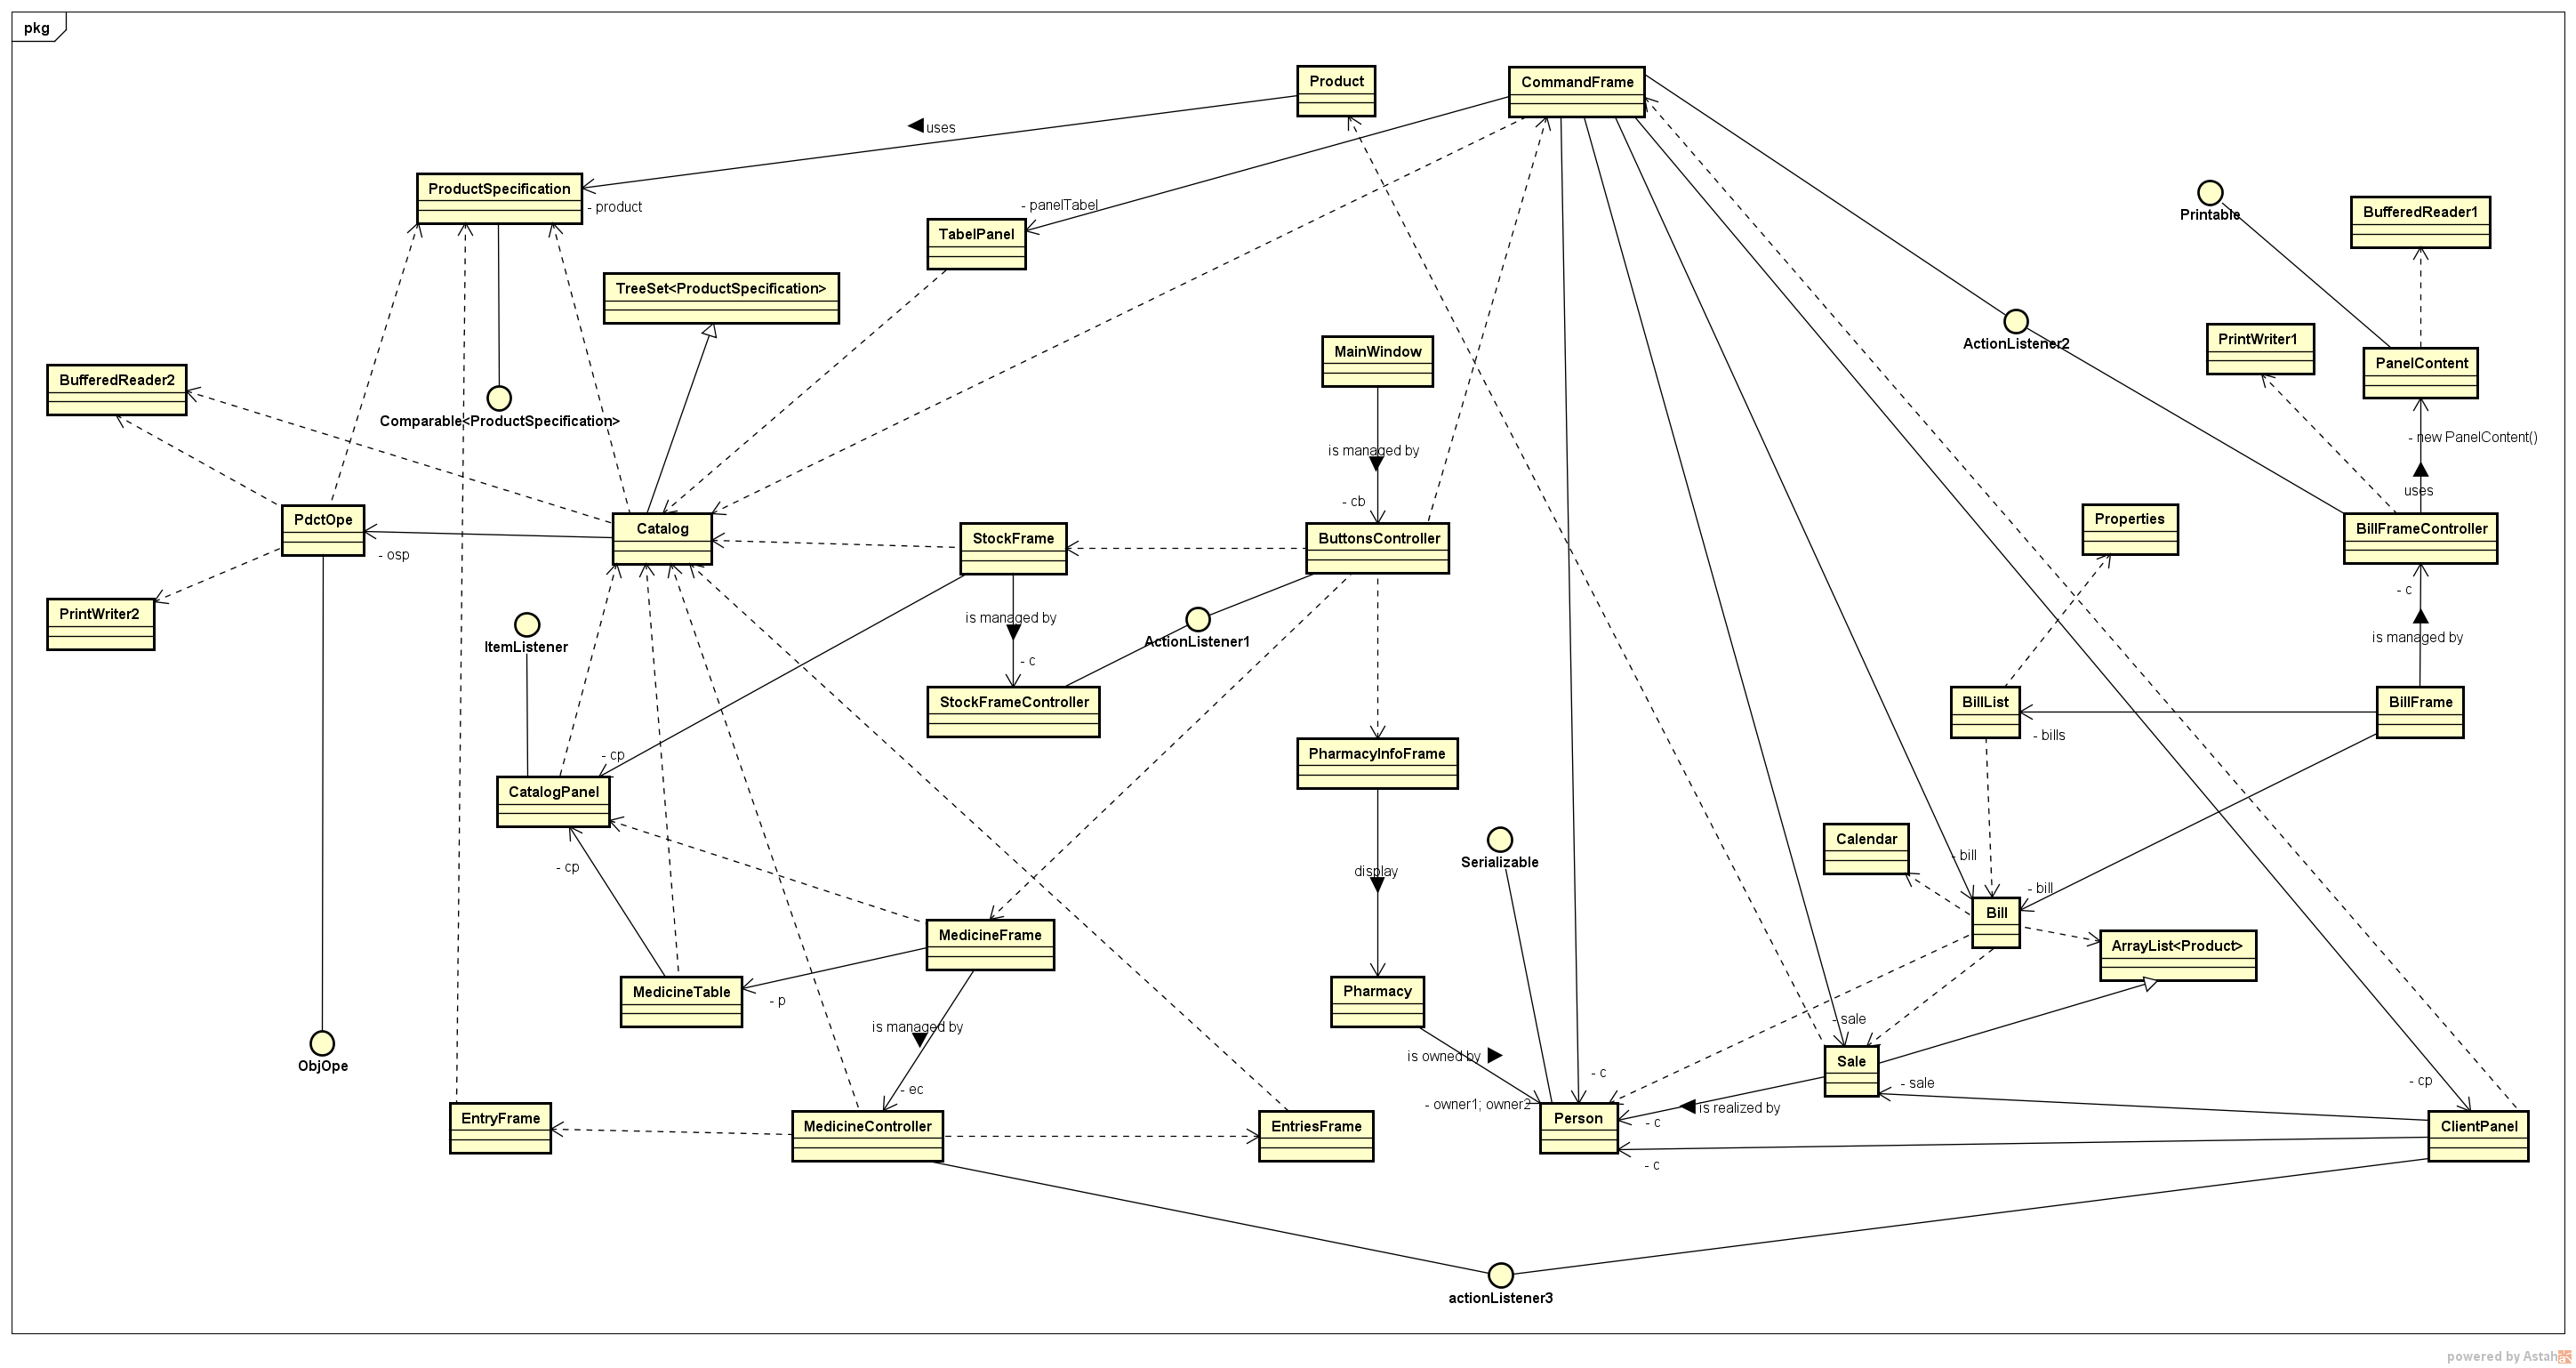 pkg
Product
CommandFrame
uses
ProductSpecification
- product
- panelTabel
Printable
BufferedReader1
TabelPanel
TreeSet<ProductSpecification>
ActionListener2
PrintWriter1
MainWindow
PanelContent
BufferedReader2
Comparable<ProductSpecification>
- new PanelContent()
is managed by
uses
- cb
PdctOpe
Catalog
StockFrame
ButtonsController
Properties
BillFrameController
- osp
- c
PrintWriter2
is managed by
ItemListener
ActionListener1
is managed by
- c
StockFrameController
BillList
BillFrame
- bills
- cp
PharmacyInfoFrame
CatalogPanel
Calendar
Serializable
- bill
- cp
display
- bill
Bill
MedicineFrame
ArrayList<Product>
MedicineTable
- p
Pharmacy
is managed by
- sale
is owned by
ObjOpe
Sale
- c
- cp
- ec
- sale
- owner1; owner2
is realized by
EntryFrame
MedicineController
EntriesFrame
Person
- c
ClientPanel
- c
actionListener3
powered by Astah